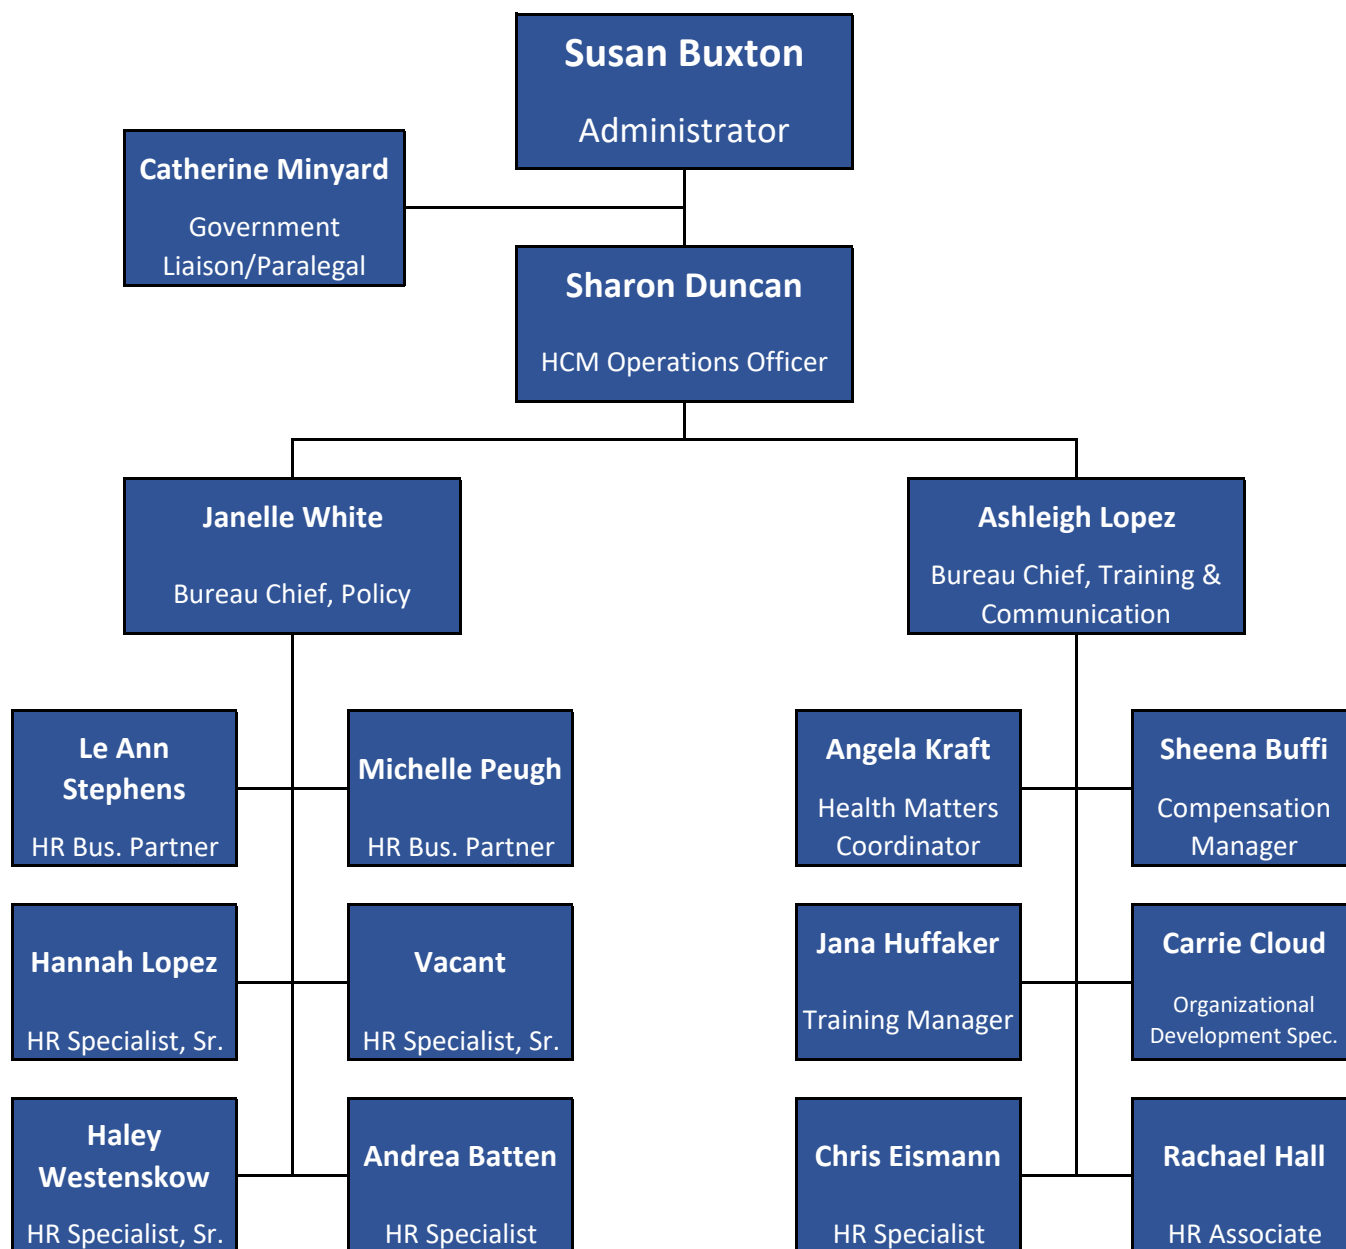 Susan Buxton
Administrator
Catherine Minyard
Government
Liaison/Paralegal
Sharon Duncan
HCM Operations Officer
Janelle White
Bureau Chief, Policy
Ashleigh Lopez
Bureau Chief, Training &
Communication
Le Ann
Stephens
HR Bus. Partner
Michelle Peugh
HR Bus. Partner
Angela Kraft
Health Matters
Coordinator
Sheena Buffi
Compensation
Manager
Hannah Lopez
HR Specialist, Sr.
Vacant
HR Specialist, Sr.
Jana Huffaker
Training Manager
Carrie Cloud
Organizational
Development Spec.
Haley
Westenskow
HR Specialist, Sr.
Andrea Batten
HR Specialist
Chris Eismann
HR Specialist
Rachael Hall
HR Associate